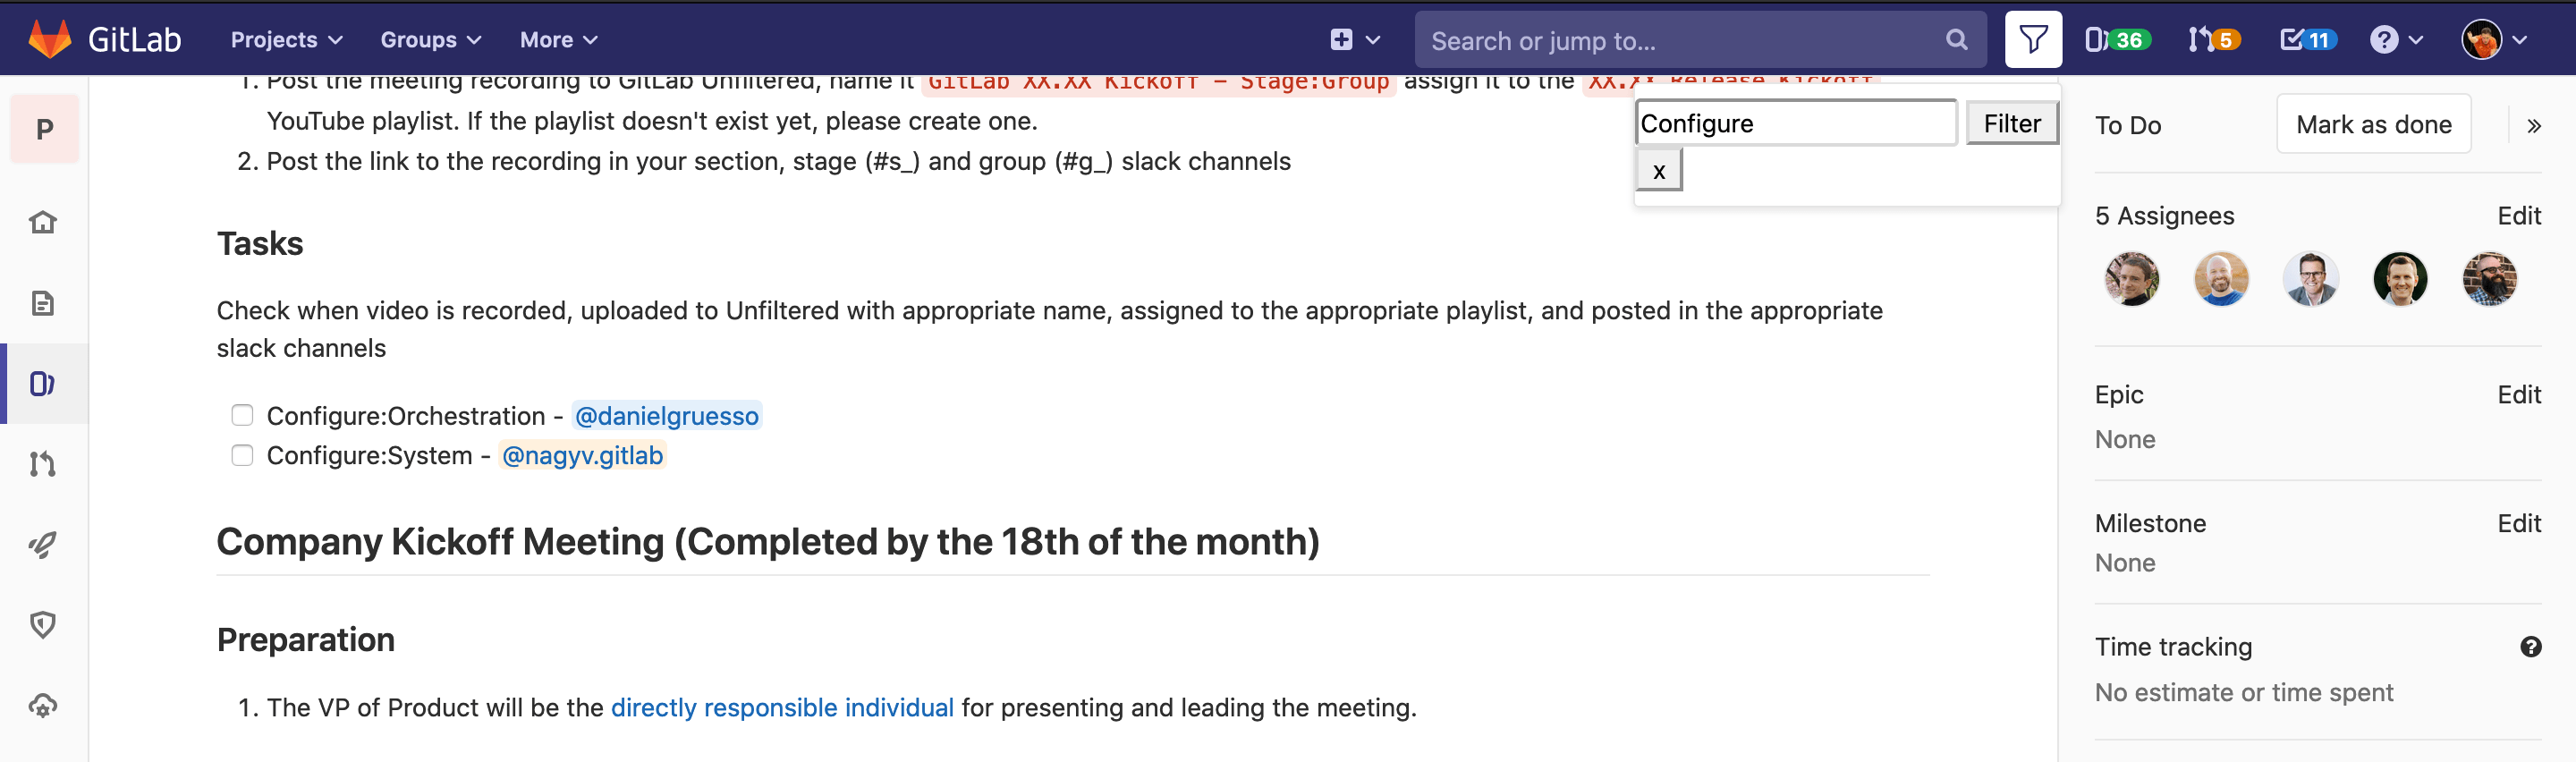 GitLab Projects Groups More Search or jump to... 36 5 11
1. Post the meeting recording to GitLab Unfiltered, name it GitLab XX.XX Kickoff - Stage:Group assign it to the XX.XX Release Kickoff
YouTube playlist. If the playlist doesn't exist yet, please create one.
2. Post the link to the recording in your section, stage (#s_) and group (#g_) slack channels
Configure Filter
x
P
Tasks
Check when video is recorded, uploaded to Unfiltered with appropriate name, assigned to the appropriate playlist, and posted in the appropriate
slack channels
Configure:Orchestration - @danielgruesso
Configure:System - @nagyv.gitlab
Company Kickoff Meeting (Completed by the 18th of the month)
Preparation
1. The VP of Product will be the directly responsible individual for presenting and leading the meeting.
To Do Mark as done »
5 Assignees Edit
Epic Edit
None
Milestone Edit
None
Time tracking ?
No estimate or time spent